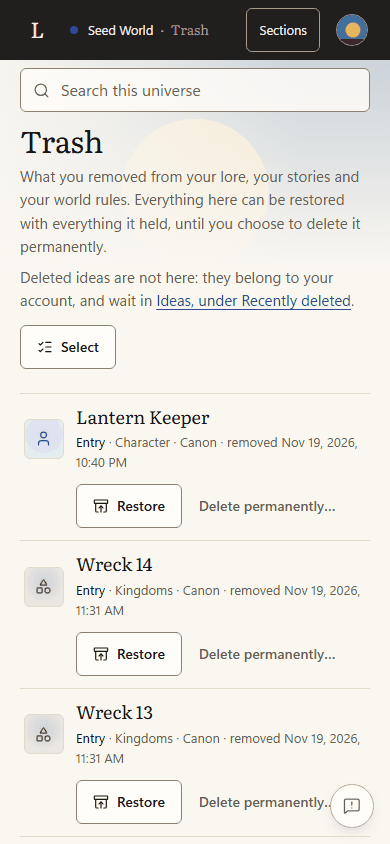 L
Seed World · Trash
Sections
Search this universe
Trash
What you removed from your lore, your stories and
your world rules. Everything here can be restored
with everything it held, until you choose to delete it
permanently.
Deleted ideas are not here: they belong to your
account, and wait in Ideas, under Recently deleted.
Select
Lantern Keeper
Entry · Character · Canon · removed Nov 19, 2026,
10:40 PM
Restore
Delete permanently...
Wreck 14
Entry · Kingdoms · Canon · removed Nov 19, 2026,
11:31 AM
Restore
Delete permanently...
Wreck 13
Entry · Kingdoms · Canon · removed Nov 19, 2026,
11:31 AM
Restore
Delete permanently...